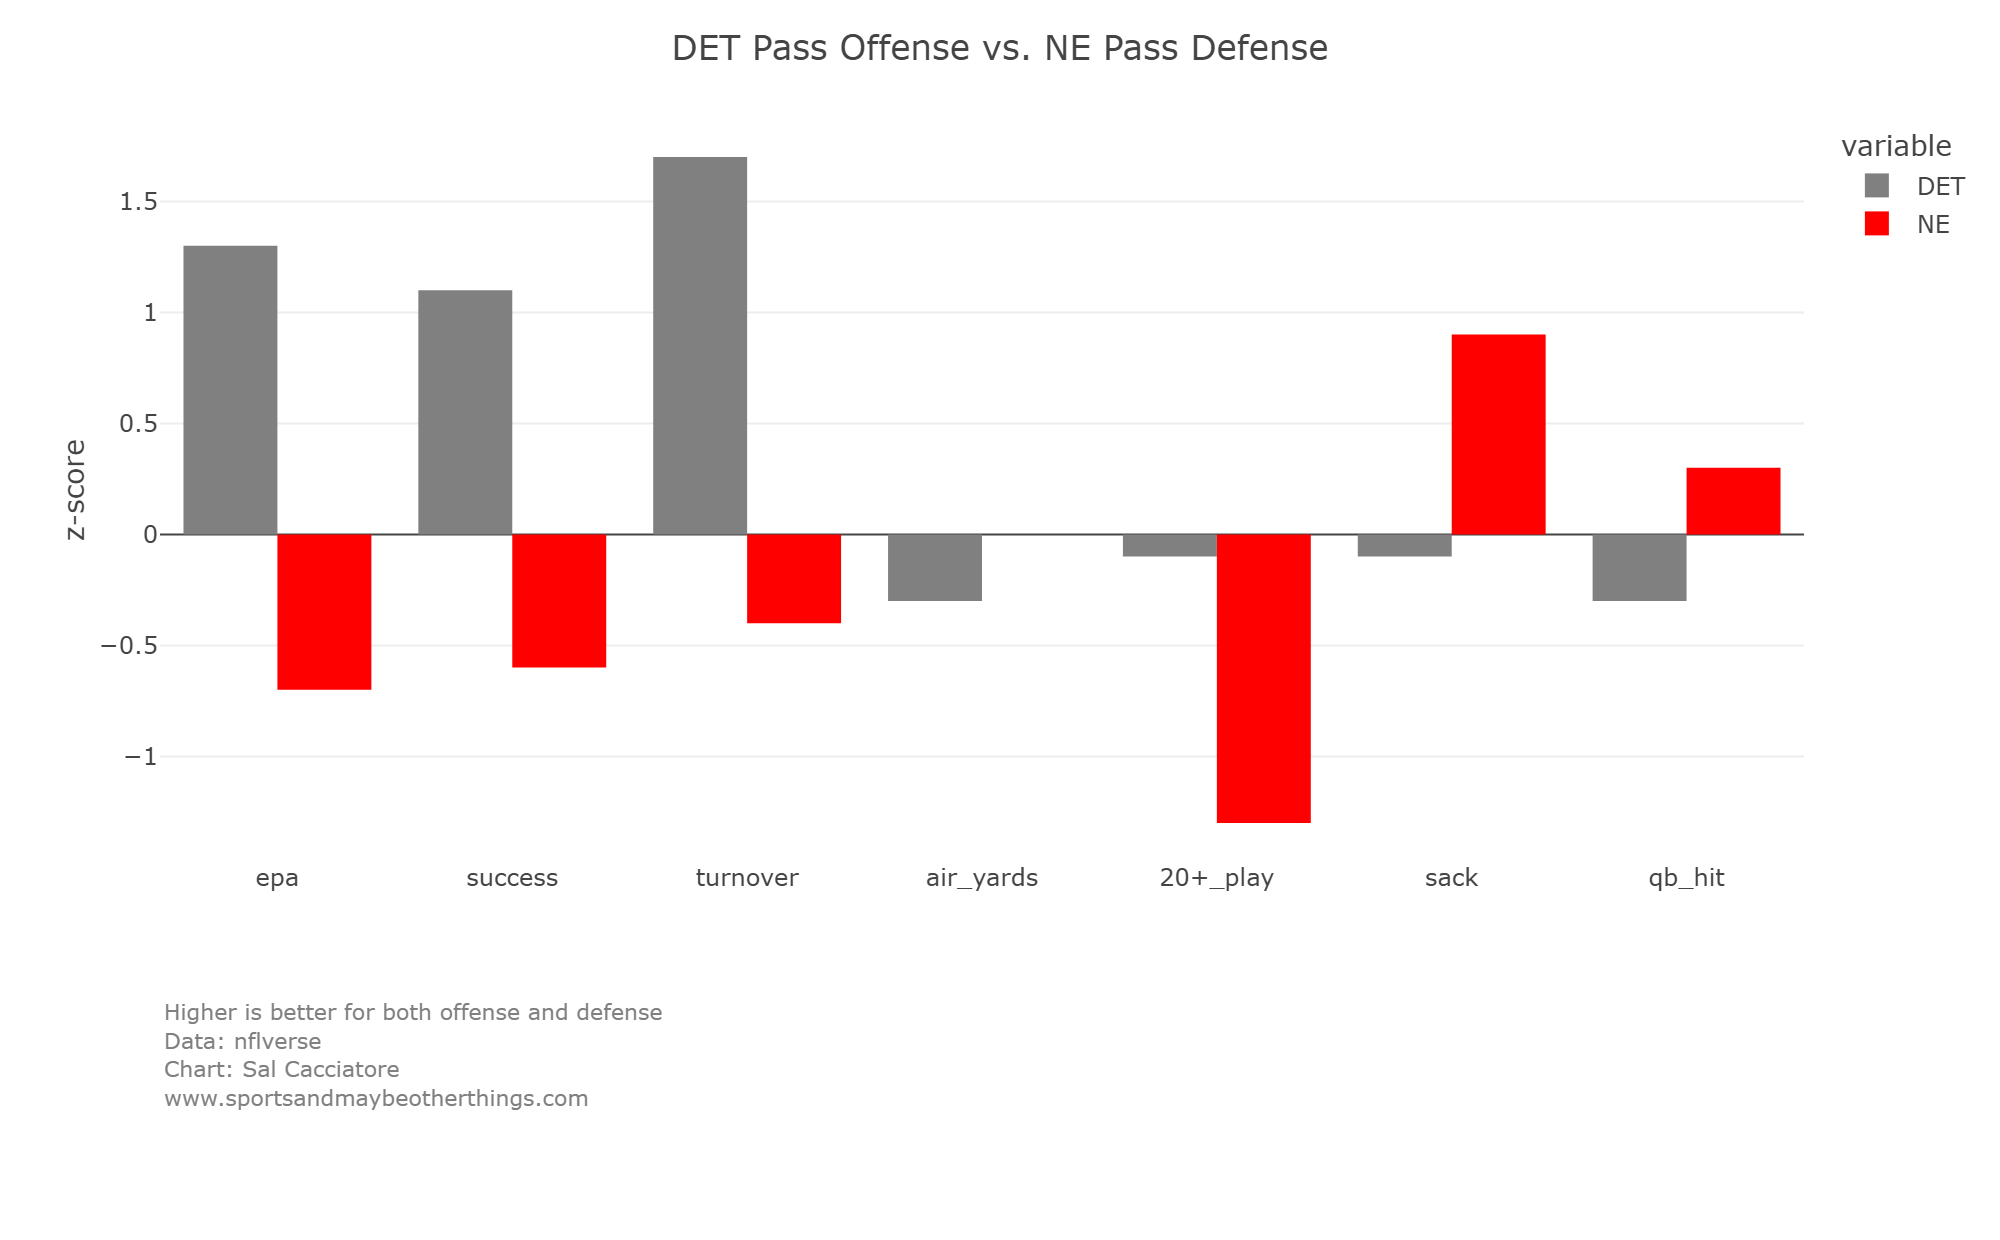 DET Pass Offense vs. NE Pass Defense
variable
DET
NE
z-score
1.5
1
0.5
0
−0.5
−1
epa
success
turnover
air_yards
20+_play
sack
qb_hit
Higher is better for both offense and defense
Data: nflverse
Chart: Sal Cacciatore
www.sportsandmaybeotherthings.com